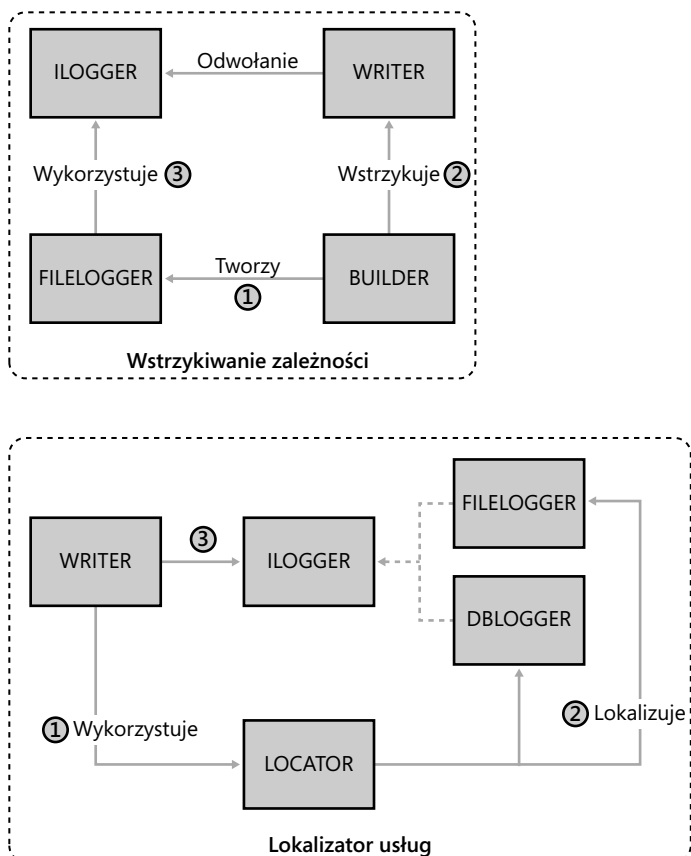 ILOGGER
Odwołanie
WRITER
Wykorzystuje 3
Wstrzykuje 2
FILELOGGER
Tworzy
1
BUILDER
Wstrzykiwanie zależności
FILELOGGER
WRITER
3
ILOGGER
DBLOGGER
1 Wykorzystuje
2 Lokalizuje
LOCATOR
Lokalizator usług